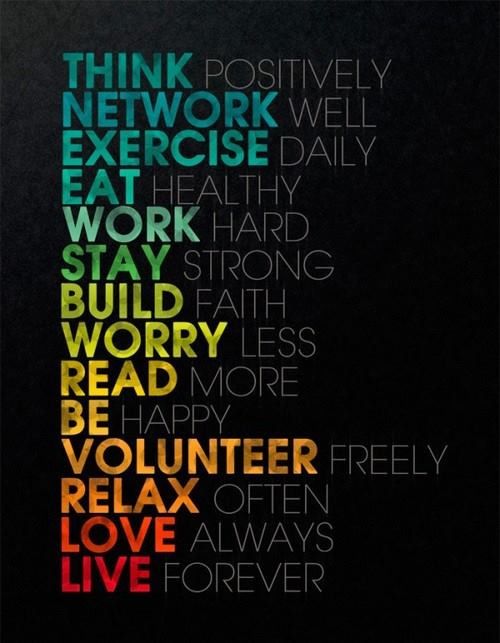 THINK POSITIVELY
NETWORK WELL
EXERCISE DAILY
EAT HEALTHY
WORK HARD
STAY STRONG
BUILD FAITH
WORRY LESS
READ MORE
BE HAPPY
VOLUNTEER FREELY
RELAX OFTEN
LOVE ALWAYS
LIVE FOREVER